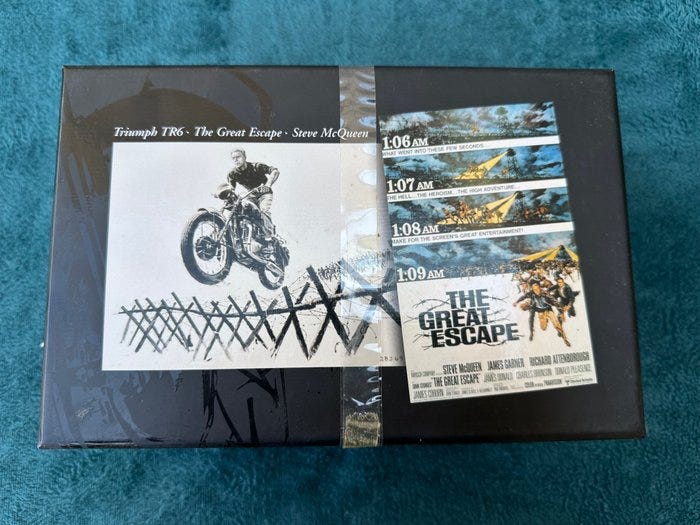 Triumph TR6 · The Great Escape · Steve McQueen
1:06 AM
WHAT WENT INTO THESE FEW SECONDS...
1:07 AM
THE HELL...THE HEROISM...THE HIGH ADVENTURE...
1:08 AM
MAKE FOR THE SCREEN'S GREAT ENTERTAINMENT!
1:09 AM
THE
GREAT
ESCAPE
STEVE McQUEEN JAMES GARNER RICHARD ATTENBOROUGH
"THE GREAT ESCAPE" JAMES DONALD CHARLES BRONSON DONALD PLEASENCE
JAMES COBURN